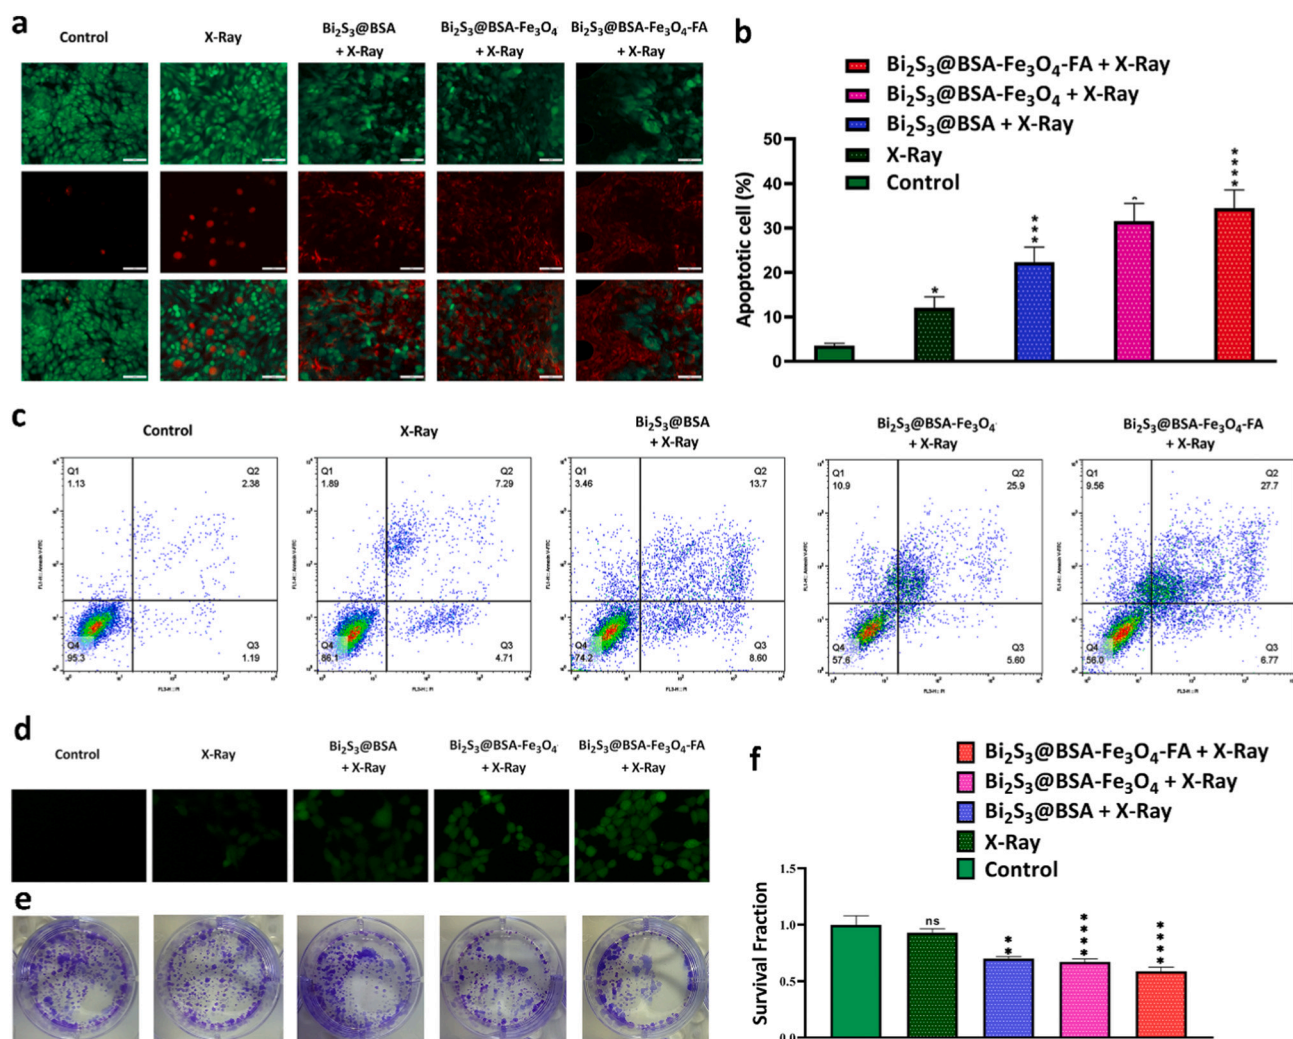 a
Control
X-Ray
Bi₂S₃@BSA
+ X-Ray
Bi₂S₃@BSA-Fe₃O₄
+ X-Ray
Bi₂S₃@BSA-Fe₃O₄-FA
+ X-Ray
b
Bi₂S₃@BSA-Fe₃O₄-FA + X-Ray
Bi₂S₃@BSA-Fe₃O₄ + X-Ray
Bi₂S₃@BSA + X-Ray
X-Ray
Control
Apoptotic cell (%)
50
40
30
20
10
0
*
***
****
c
Control
Q1
1.13
Q2
2.38
Q4
95.3
Q3
1.19
X-Ray
Q1
1.89
Q2
7.29
Q4
86.1
Q3
4.71
Bi₂S₃@BSA
+ X-Ray
Q1
3.46
Q2
13.7
Q4
74.2
Q3
8.60
Bi₂S₃@BSA-Fe₃O₄
+ X-Ray
Q1
10.9
Q2
25.9
Q4
57.6
Q3
5.60
Bi₂S₃@BSA-Fe₃O₄-FA
+ X-Ray
Q1
9.56
Q2
27.7
Q4
56.0
Q3
6.77
d
Control
X-Ray
Bi₂S₃@BSA
+ X-Ray
Bi₂S₃@BSA-Fe₃O₄
+ X-Ray
Bi₂S₃@BSA-Fe₃O₄-FA
+ X-Ray
e
f
Bi₂S₃@BSA-Fe₃O₄-FA + X-Ray
Bi₂S₃@BSA-Fe₃O₄ + X-Ray
Bi₂S₃@BSA + X-Ray
X-Ray
Control
Survival Fraction
1.5
1.0
0.5
0.0
ns
**
****
****